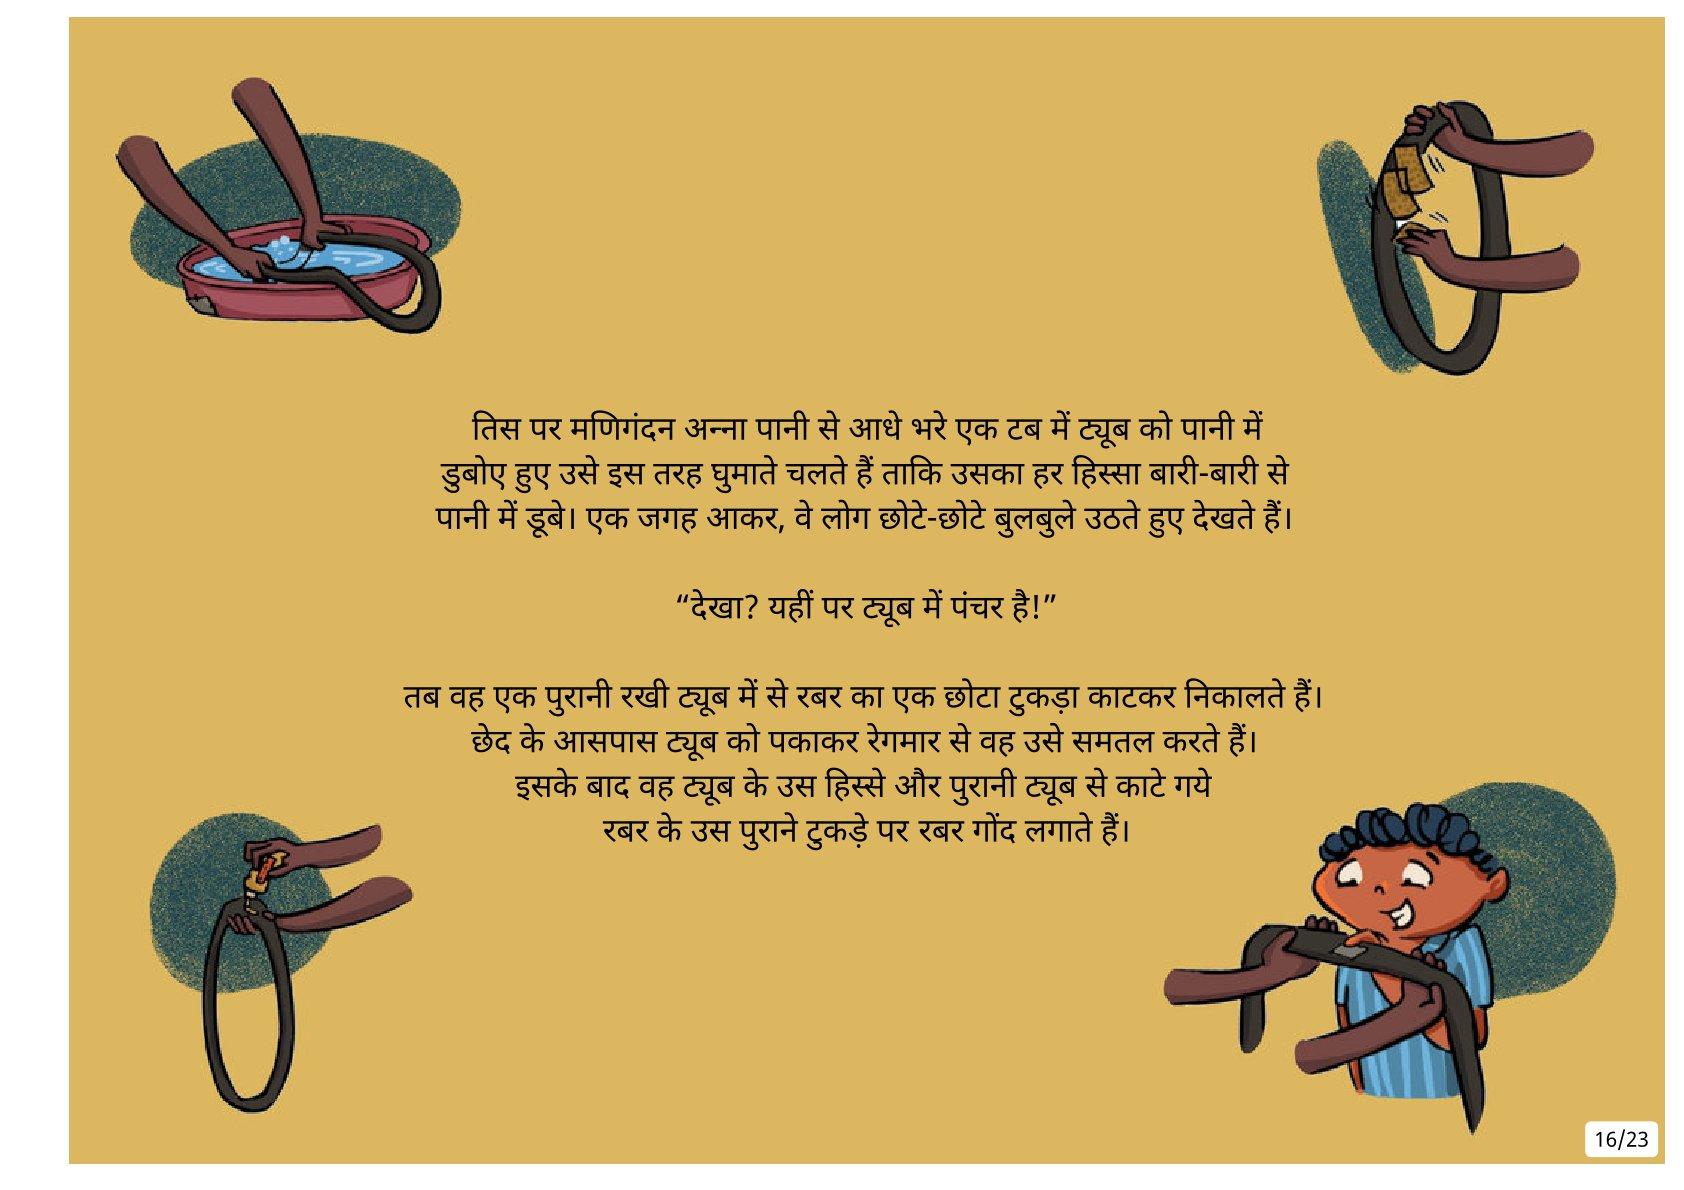 तिस पर मणिगंदन अन्ना पानी से आधे भरे एक टब में ट्यूब को पानी में
डुबोए हुए उसे इस तरह घुमाते चलते हैं ताकि उसका हर हिस्सा बारी-बारी से
पानी में डूबे। एक जगह आकर, वे लोग छोटे-छोटे बुलबुले उठते हुए देखते हैं।
“देखा? यहीं पर ट्यूब में पंचर है!”
तब वह एक पुरानी रखी ट्यूब में से रबर का एक छोटा टुकड़ा काटकर निकालते हैं।
छेद के आसपास ट्यूब को पकाकर रेगमार से वह उसे समतल करते हैं।
इसके बाद वह ट्यूब के उस हिस्से और पुरानी ट्यूब से काटे गये
रबर के उस पुराने टुकड़े पर रबर गोंद लगाते हैं।
16/23